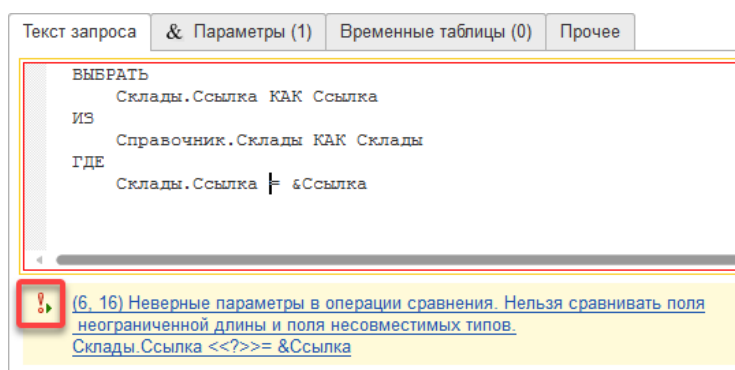 Текст запроса & Параметры (1) Временные таблицы (0) Прочее
ВЫБРАТЬ
Склады.Ссылка КАК Ссылка
ИЗ
Справочник.Склады КАК Склады
ГДЕ
Склады.Ссылка = &Ссылка
(6, 16) Неверные параметры в операции сравнения. Нельзя сравнивать поля
неограниченной длины и поля несовместимых типов.
Склады.Ссылка <<?>>= &Ссылка